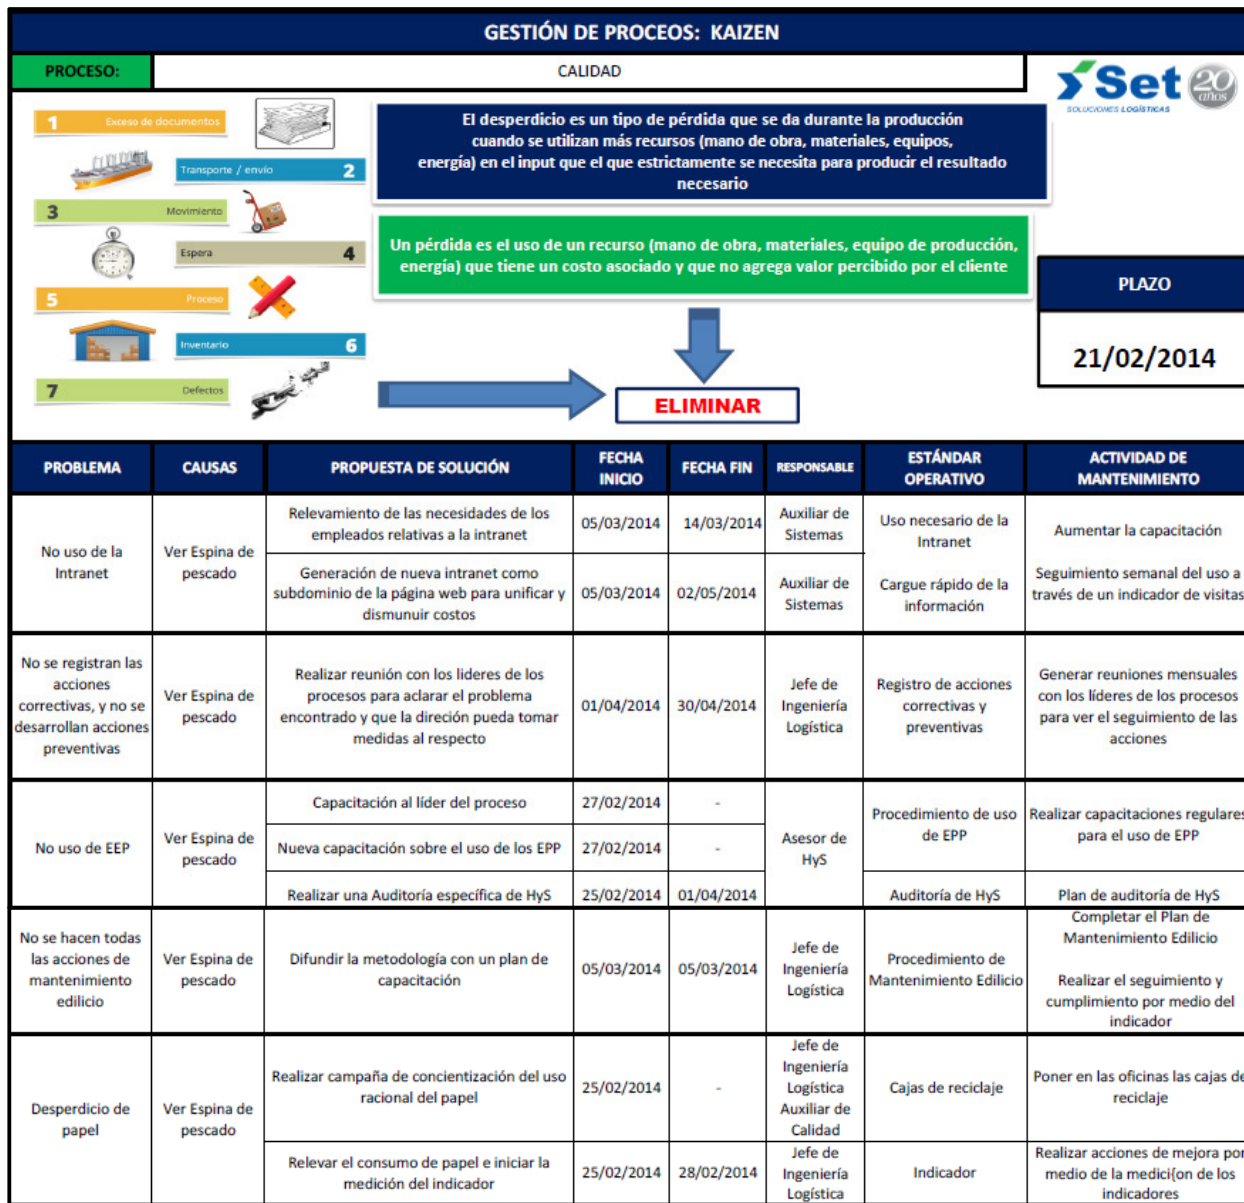 GESTIÓN DE PROCEOS: KAIZEN
PROCESO:
CALIDAD
Set 20 años
SOLUCIONES LOGÍSTICAS
1 Exceso de documentos
Transporte / envío 2
3 Movimiento
Espera 4
5 Proceso
Inventario 6
7 Defectos
El desperdicio es un tipo de pérdida que se da durante la producción
cuando se utilizan más recursos (mano de obra, materiales, equipos,
energía) en el input que el que estrictamente se necesita para producir el resultado
necesario
Un pérdida es el uso de un recurso (mano de obra, materiales, equipo de producción,
energía) que tiene un costo asociado y que no agrega valor percibido por el cliente
PLAZO
21/02/2014
ELIMINAR
PROBLEMA
CAUSAS
PROPUESTA DE SOLUCIÓN
FECHA
INICIO
FECHA FIN
RESPONSABLE
ESTÁNDAR
OPERATIVO
ACTIVIDAD DE
MANTENIMIENTO
No uso de la
Intranet
Ver Espina de
pescado
Relevamiento de las necesidades de los
empleados relativas a la intranet
05/03/2014
14/03/2014
Auxiliar de
Sistemas
Uso necesario de la
Intranet
Aumentar la capacitación
Generación de nueva intranet como
subdominio de la página web para unificar y
dismunuir costos
05/03/2014
02/05/2014
Auxiliar de
Sistemas
Cargue rápido de la
información
Seguimiento semanal del uso a
través de un indicador de visitas
No se registran las
acciones
correctivas, y no se
desarrollan acciones
preventivas
Ver Espina de
pescado
Realizar reunión con los lideres de los
procesos para aclarar el problema
encontrado y que la direción pueda tomar
medidas al respecto
01/04/2014
30/04/2014
Jefe de
Ingeniería
Logística
Registro de acciones
correctivas y
preventivas
Generar reuniones mensuales
con los líderes de los procesos
para ver el seguimiento de las
acciones
No uso de EEP
Ver Espina de
pescado
Capacitación al líder del proceso
27/02/2014
-
Nueva capacitación sobre el uso de los EPP
27/02/2014
-
Asesor de
HyS
Procedimiento de uso
de EPP
Realizar capacitaciones regulares
para el uso de EPP
Realizar una Auditoría específica de HyS
25/02/2014
01/04/2014
Auditoría de HyS
Plan de auditoría de HyS
No se hacen todas
las acciones de
mantenimiento
edilicio
Ver Espina de
pescado
Difundir la metodología con un plan de
capacitación
05/03/2014
05/03/2014
Jefe de
Ingeniería
Logística
Procedimiento de
Mantenimiento Edilicio
Completar el Plan de
Mantenimiento Edilicio
Realizar el seguimiento y
cumplimiento por medio del
indicador
Desperdicio de
papel
Ver Espina de
pescado
Realizar campaña de concientización del uso
racional del papel
25/02/2014
-
Jefe de
Ingeniería
Logística
Auxiliar de
Calidad
Cajas de reciclaje
Poner en las oficinas las cajas de
reciclaje
Relevar el consumo de papel e iniciar la
medición del indicador
25/02/2014
28/02/2014
Jefe de
Ingeniería
Logística
Indicador
Realizar acciones de mejora por
medio de la medici{on de los
indicadores